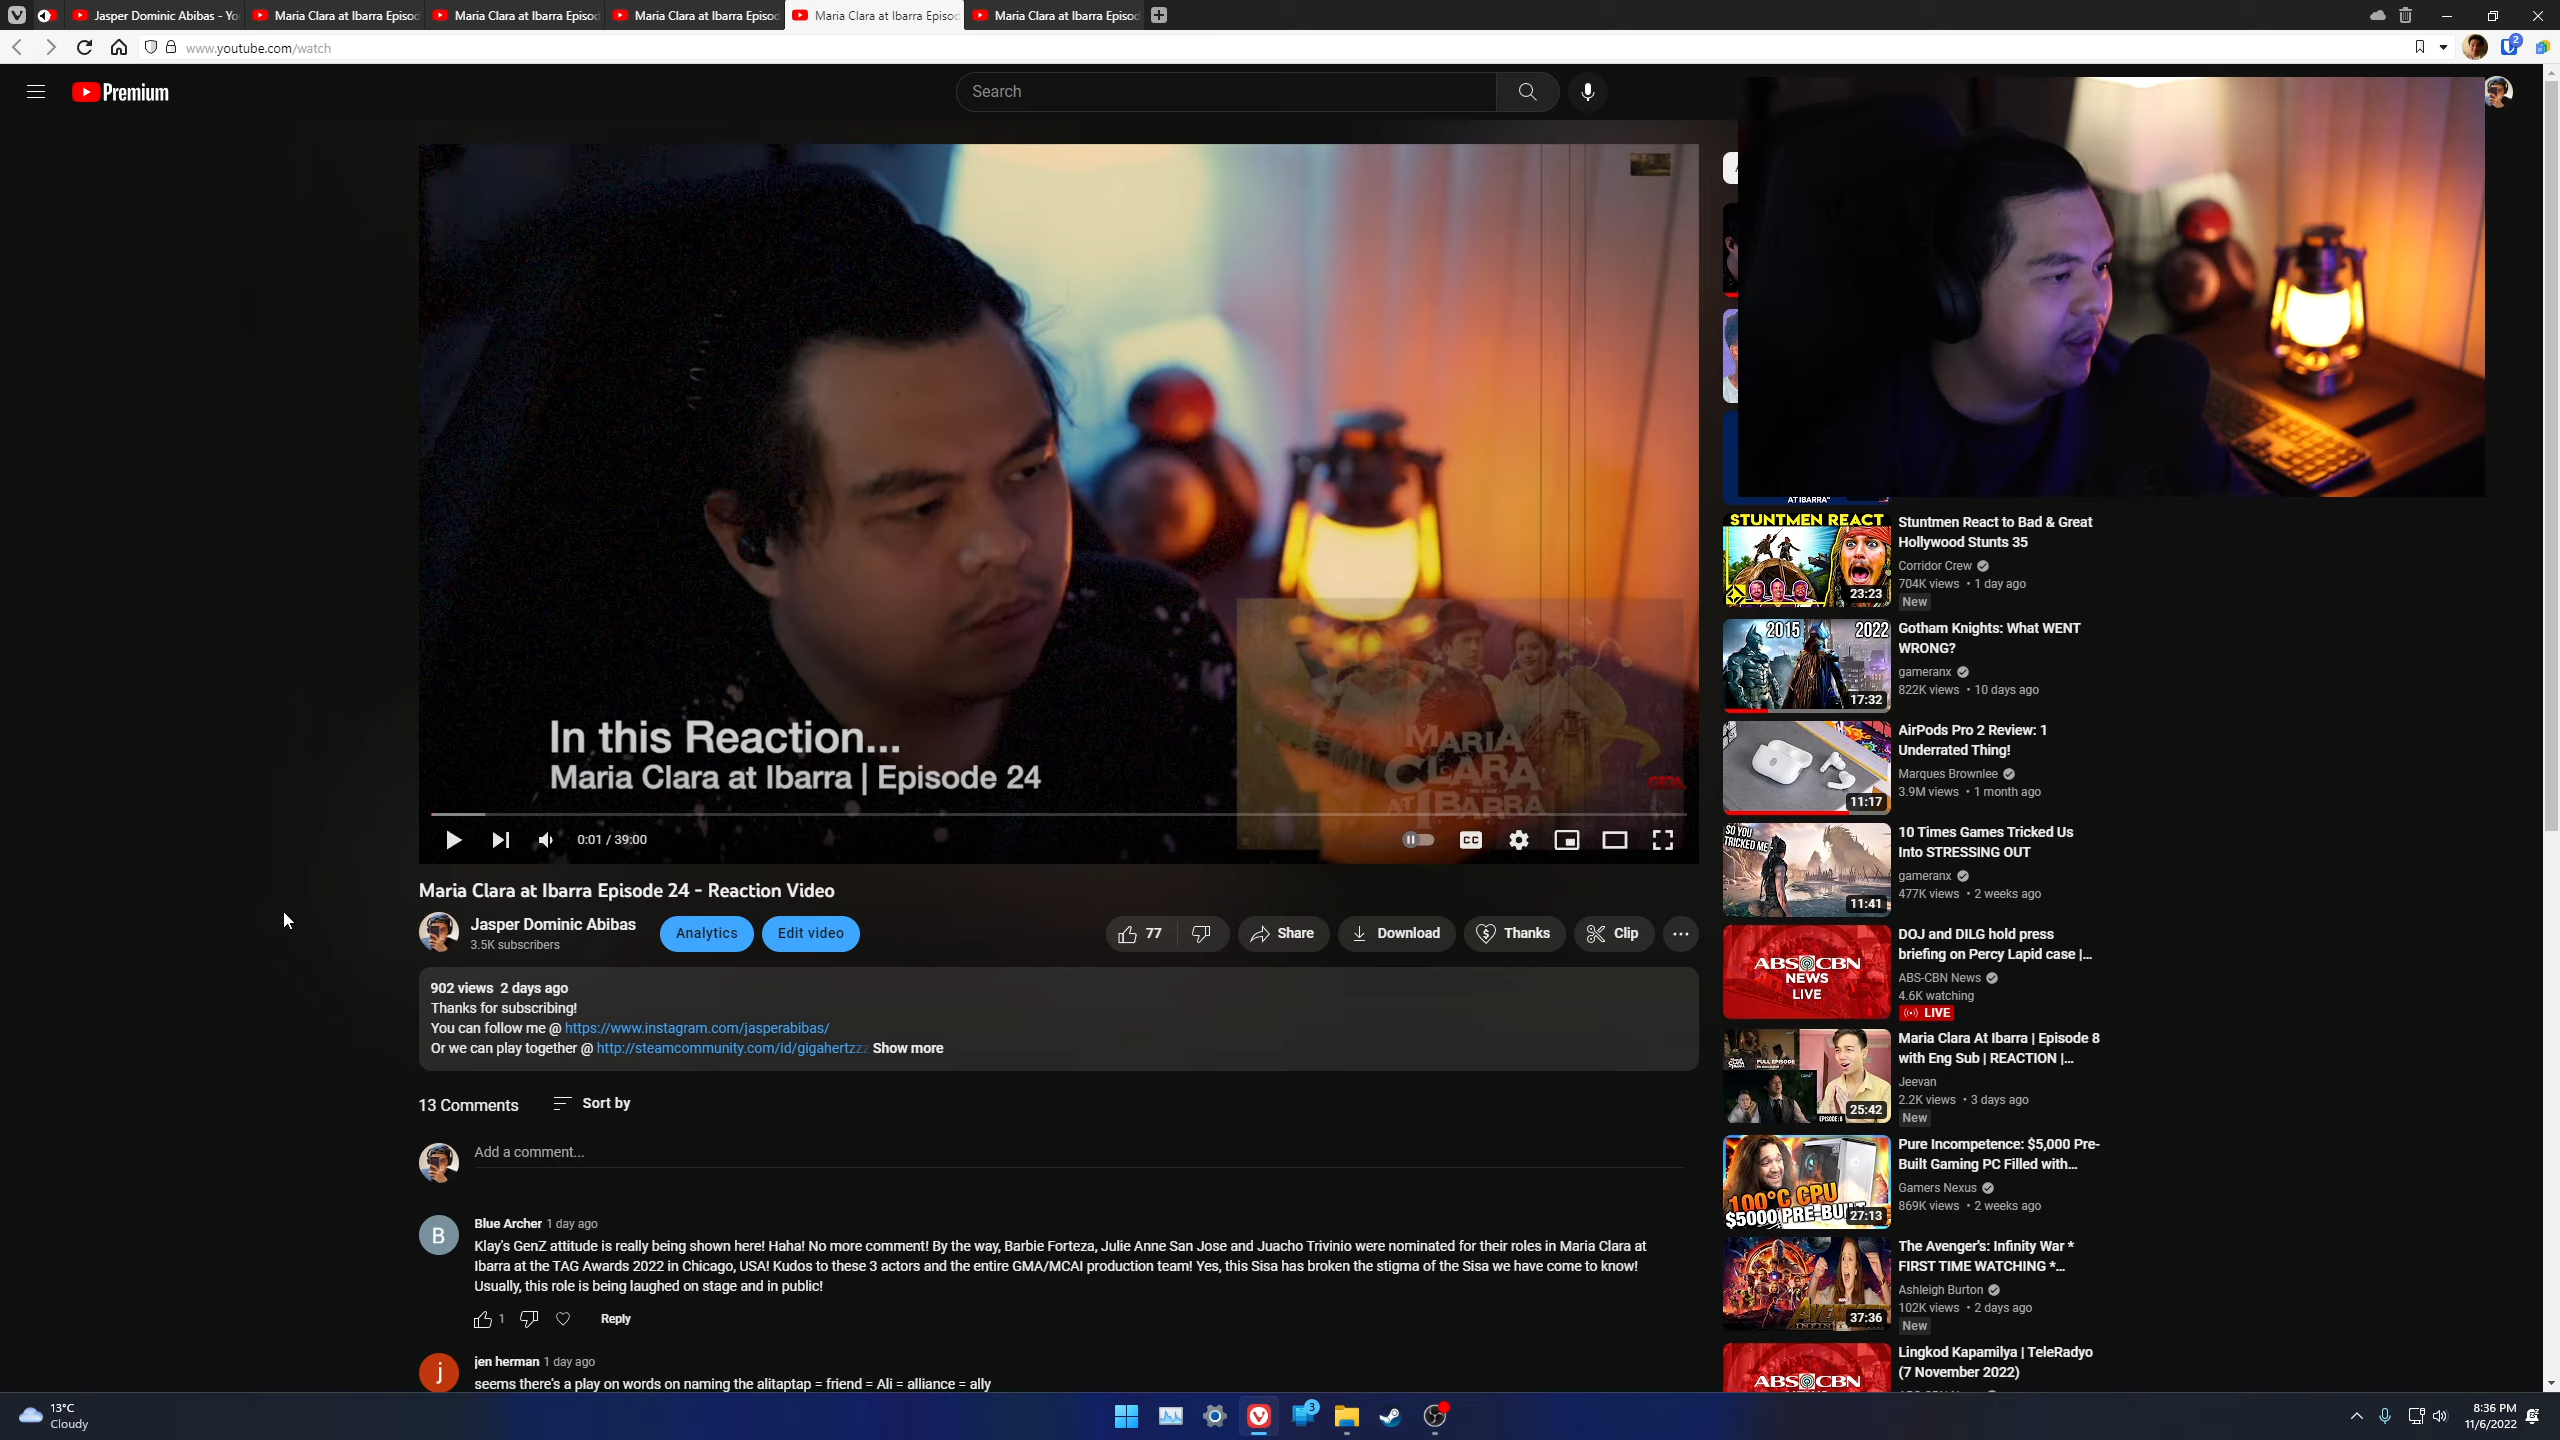 Jasper Dominic Abibas - Yo
Maria Clara at Ibarra Episod
Maria Clara at Ibarra Episod
Maria Clara at Ibarra Episod
Maria Clara at Ibarra Episod
Maria Clara at Ibarra Episod
www.youtube.com/watch
2
Premium
Search
In this Reaction...
Maria Clara at Ibarra | Episode 24
MARIA
CLARA
AT IBARRA
0:01 / 39:00
CC
Maria Clara at Ibarra Episode 24 - Reaction Video
Jasper Dominic Abibas
3.5K subscribers
Analytics
Edit video
77
Share
Download
Thanks
Clip
902 views 2 days ago
Thanks for subscribing!
You can follow me @ https://www.instagram.com/jasperabibas/
Or we can play together @ http://steamcommunity.com/id/gigahertzzz Show more
13 Comments
Sort by
Add a comment...
B
Blue Archer 1 day ago
Klay's GenZ attitude is really being shown here! Haha! No more comment! By the way, Barbie Forteza, Julie Anne San Jose and Juacho Trivinio were nominated for their roles in Maria Clara at
Ibarra at the TAG Awards 2022 in Chicago, USA! Kudos to these 3 actors and the entire GMA/MCAI production team! Yes, this Sisa has broken the stigma of the Sisa we have come to know!
Usually, this role is being laughed on stage and in public!
1
Reply
j
jen herman 1 day ago
seems there's a play on words on naming the alitaptap = friend = Ali = alliance = ally
AT IBARRA"
STUNTMEN REACT
23:23
Stuntmen React to Bad & Great
Hollywood Stunts 35
Corridor Crew
704K views • 1 day ago
New
2015
2022
17:32
Gotham Knights: What WENT
WRONG?
gameranx
822K views • 10 days ago
11:17
AirPods Pro 2 Review: 1
Underrated Thing!
Marques Brownlee
3.9M views • 1 month ago
SO YOU
TRICKED ME
11:41
10 Times Games Tricked Us
Into STRESSING OUT
gameranx
477K views • 2 weeks ago
ABS-CBN
NEWS
LIVE
DOJ and DILG hold press
briefing on Percy Lapid case |...
ABS-CBN News
4.6K watching
LIVE
FULL EPISODE
EPISODE: 8
25:42
Maria Clara At Ibarra | Episode 8
with Eng Sub | REACTION |...
Jeevan
2.2K views • 3 days ago
New
100°C CPU
$5000 PRE-BUILT
27:13
Pure Incompetence: $5,000 Pre-
Built Gaming PC Filled with...
Gamers Nexus
869K views • 2 weeks ago
37:36
The Avenger's: Infinity War *
FIRST TIME WATCHING *...
Ashleigh Burton
102K views • 2 days ago
New
ABS-CBN
Lingkod Kapamilya | TeleRadyo
(7 November 2022)
13°C
Cloudy
3
8:36 PM
11/6/2022